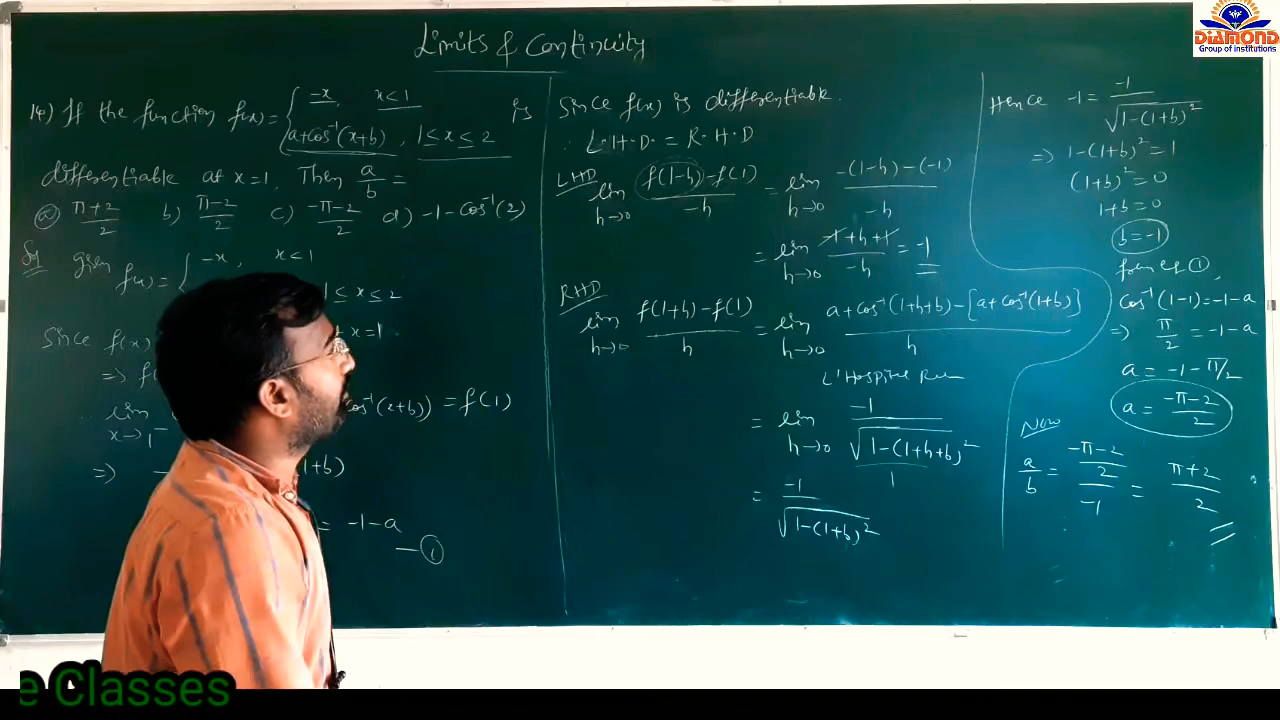 Limits & Continuity
14) If the function f(x) = { -x, x<1
a+cos⁻¹(x+b), 1≤x≤2 is
differentiable at x=1, Then a/b =
a) π+2/2 b) π-2/2 c) -π-2/2 d) -1-cos⁻¹(2)
Sol given f(x) = { -x, x<1
1≤x≤2
Since f(x) x=1.
=> f(
lim x→1⁻ cos⁻¹(x+b)) = f(1)
=> - 1+b)
= -1-a —①
Since f(x) is differentiable.
∴ L.H.D = R.H.D
LHD lim h→0 f(1-h)-f(1)/-h = lim h→0 -(1-h)-(-1)/-h
= lim h→0 -1+h+1/-h = -1
RHD lim h→0 f(1+h)-f(1)/h = lim h→0 a+cos⁻¹(1+h+b)-[a+cos⁻¹(1+b)]/h
L'Hospital
= lim h→0 -1/√1-(1+h+b)²/1
= -1/√1-(1+b)²
Hence -1 = -1/√1-(1+b)²
=> 1-(1+b)²=1
(1+b)²=0
1+b=0
b=-1
from eq ①,
cos⁻¹(1-1)=-1-a
=> π/2 = -1-a
a = -1-π/2
a = -π-2/2
Now
a/b = -π-2/2/-1 = π+2/2
DIAMOND
Group of institutions
e Classes